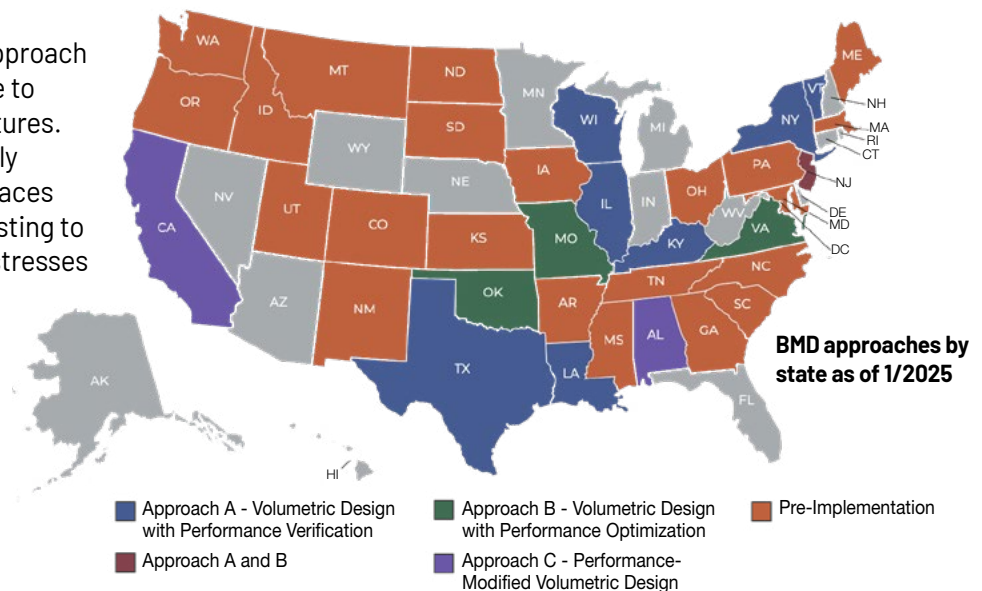 pproach
e to
tures.
ly
aces
sting to
stresses
WA
MT
ND
OR
ID
SD
WY
NE
NV
UT
CO
CA
AZ
NM
KS
OK
TX
MN
IA
MO
AR
LA
WI
IL
MS
MI
IN
OH
KY
TN
AL
GA
FL
SC
NC
VA
WV
PA
NY
VT
ME
NH
MA
RI
CT
NJ
DE
MD
DC
AK
HI
BMD approaches by
state as of 1/2025
Approach A - Volumetric Design
with Performance Verification
Approach B - Volumetric Design
with Performance Optimization
Pre-Implementation
Approach A and B
Approach C - Performance-
Modified Volumetric Design